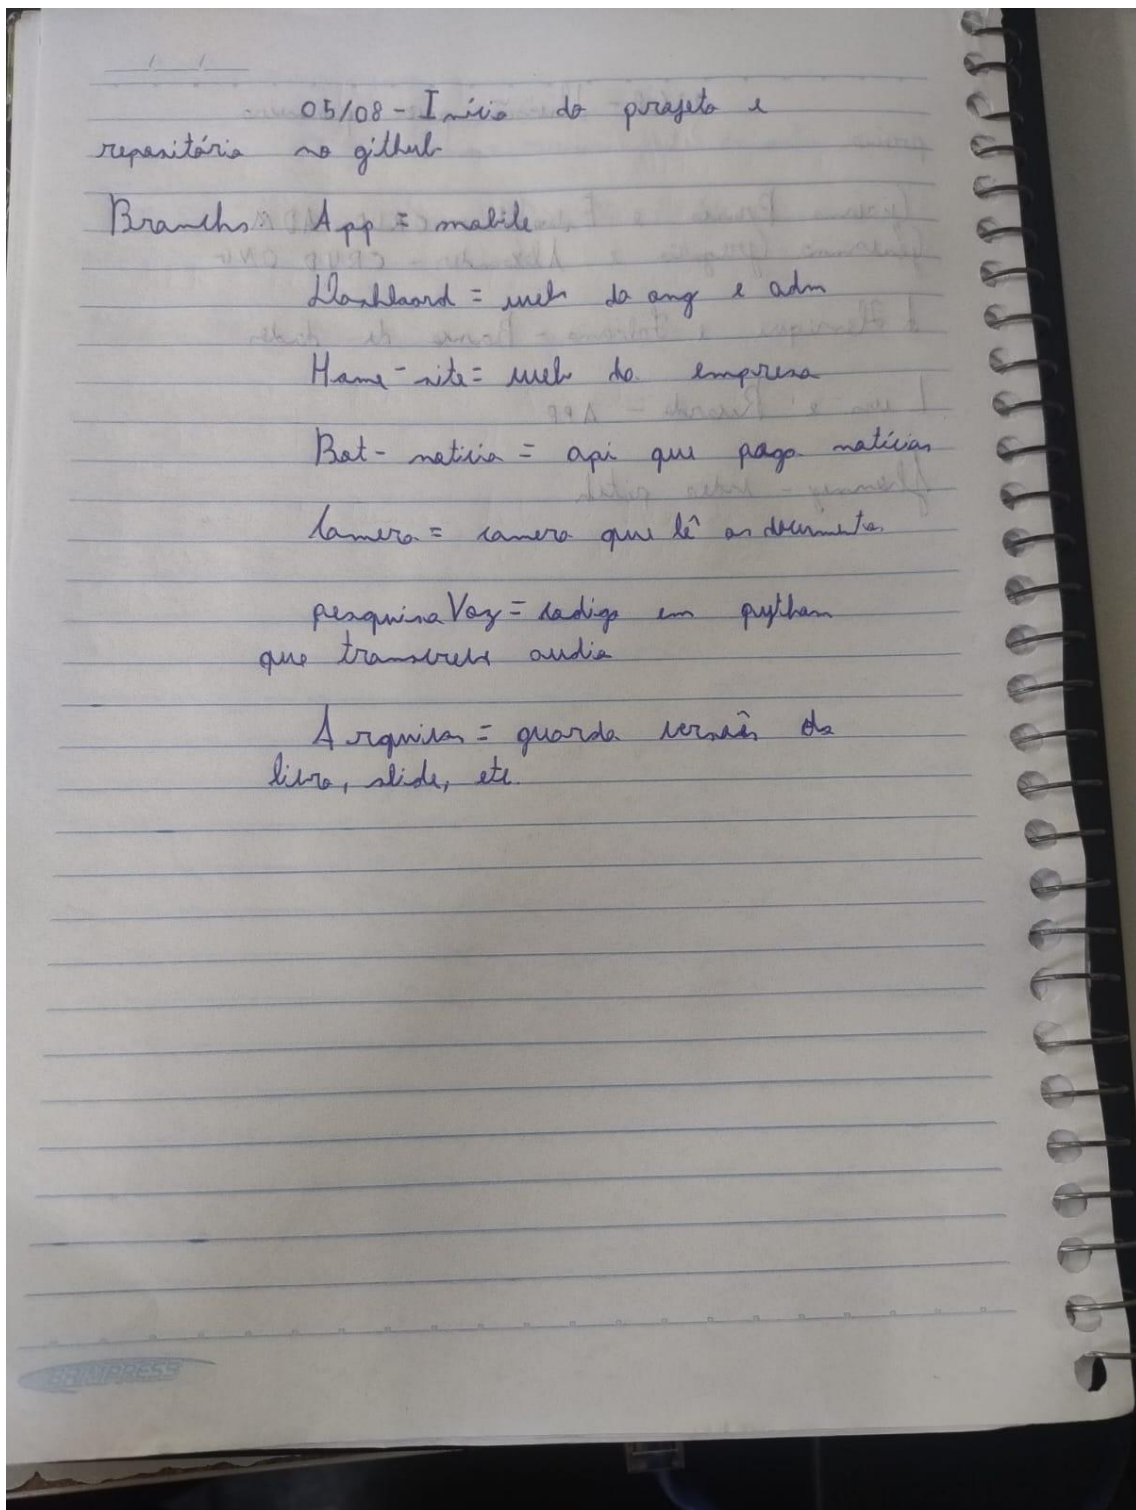 05/08 - Início do projeto e
repositório no github
Branchs: App = mobile
Dashboard = web da ong e adm
Home-site = web da empresa
Bot-noticia = api que pega notícias
Camera = camera que lê os documentos
pesquisaVoz = codigo em python
que transcreve audio
Arquivos = guarda versões do
livro, slide, etc.